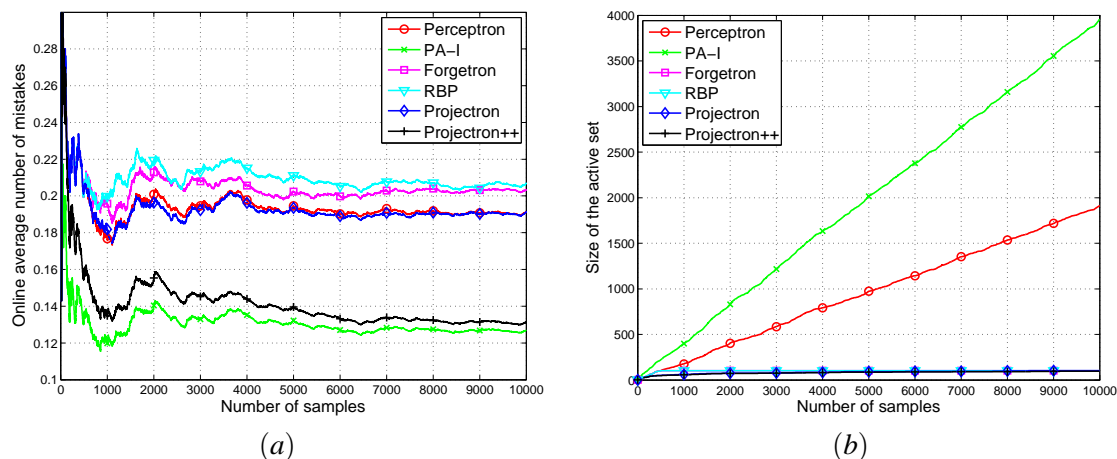 0.28
0.26
0.24
0.22
0.2
0.18
0.16
0.14
0.12
0.1
Online average number of mistakes
Perceptron
PA−I
Forgetron
RBP
Projectron
Projectron++
0 1000 2000 3000 4000 5000 6000 7000 8000 9000 10000
Number of samples
(a)
4000
3500
3000
2500
2000
1500
1000
500
0
Size of the active set
Perceptron
PA−I
Forgetron
RBP
Projectron
Projectron++
0 1000 2000 3000 4000 5000 6000 7000 8000 9000 10000
Number of samples
(b)